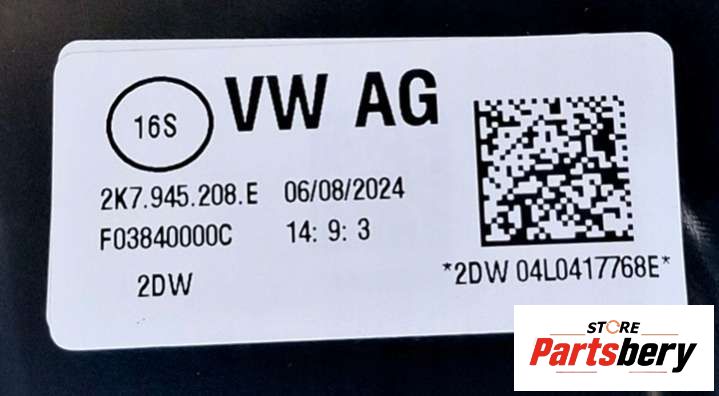 16S
VW AG
2K7.945.208.E 06/08/2024
F03840000C 14: 9: 3
2DW
*2DW 04L0417768E*
STORE
Partsbery